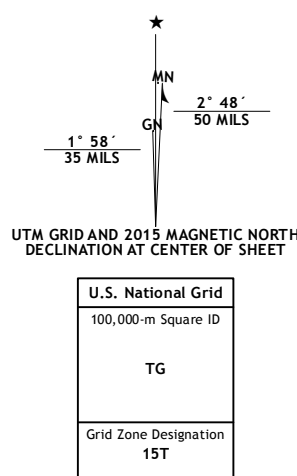 ★
MN
2° 48´
50 MILS
GN
1° 58´
35 MILS
UTM GRID AND 2015 MAGNETIC NORTH
DECLINATION AT CENTER OF SHEET
U.S. National Grid
100,000-m Square ID
TG
Grid Zone Designation
15T